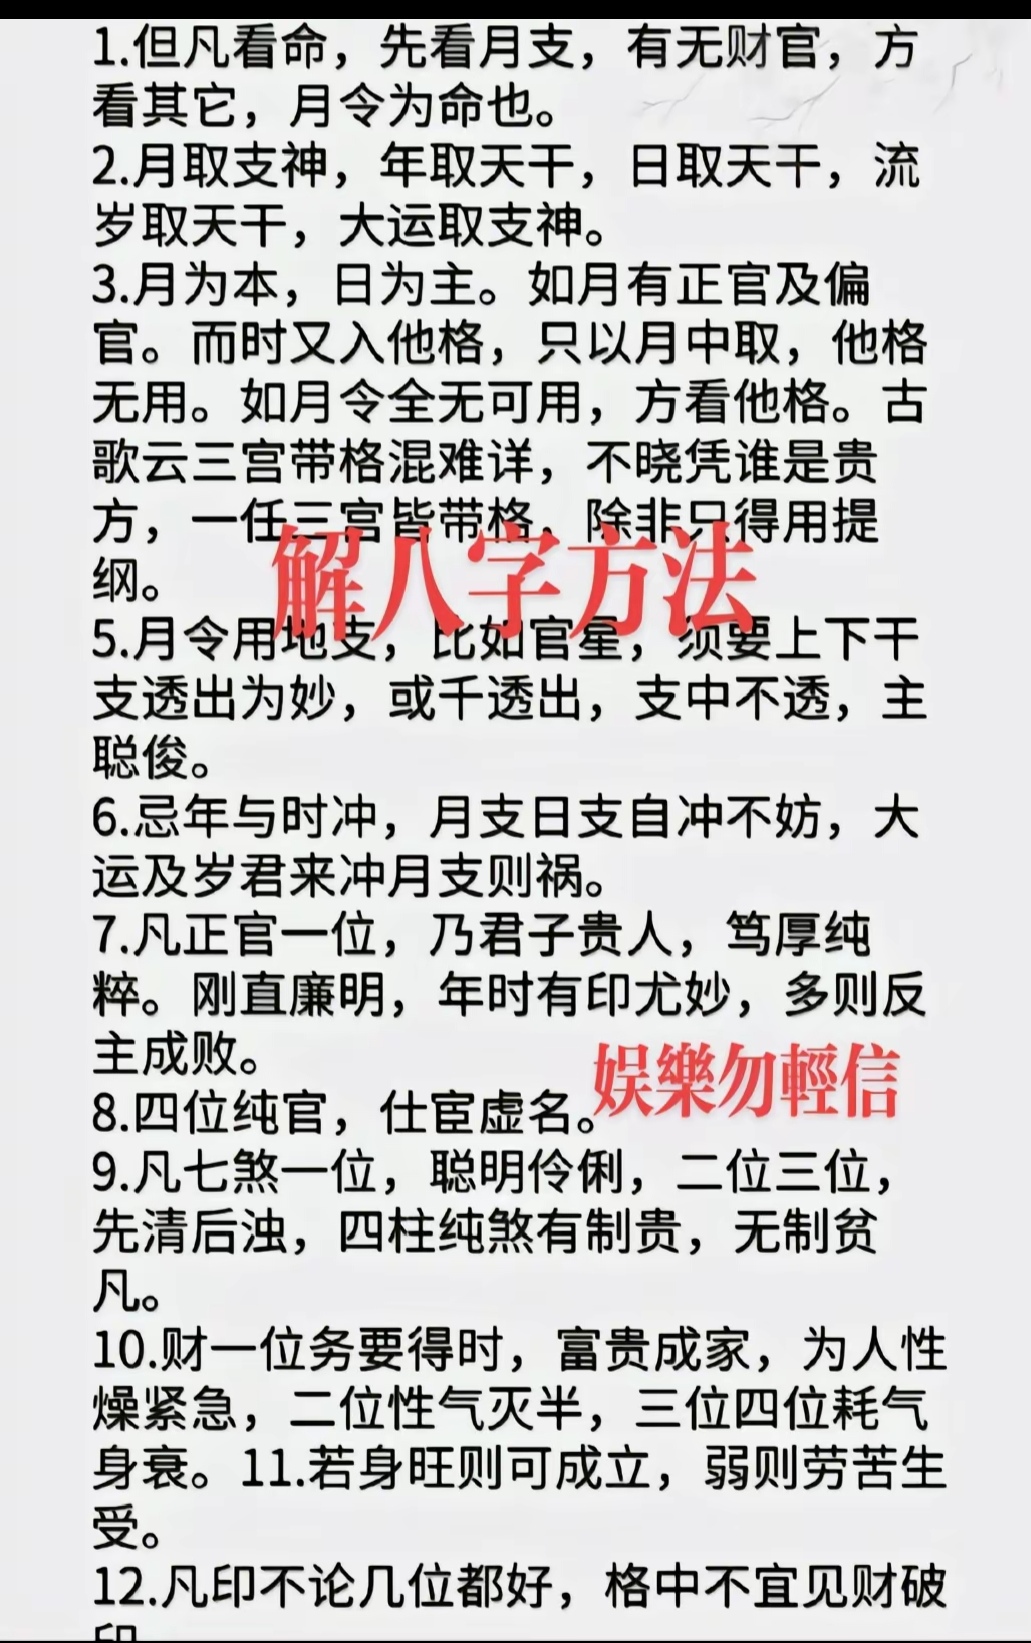 1.但凡看命，先看月支，有无财官，方
看其它，月令为命也。
2.月取支神，年取天干，日取天干，流
岁取天干，大运取支神。
3.月为本，日为主。如月有正官及偏
官。而时又入他格，只以月中取，他格
无用。如月令全无可用，方看他格。古
歌云三宫带格混难详，不晓凭谁是贵
方，一任三宫皆带格，除非只得用提
纲。
解八字方法
5.月令用地支，比如官星，须要上下干
支透出为妙，或千透出，支中不透，主
聪俊。
6.忌年与时冲，月支日支自冲不妨，大
运及岁君来冲月支则祸。
7.凡正官一位，乃君子贵人，笃厚纯
粹。刚直廉明，年时有印尤妙，多则反
主成败。
娱樂勿輕信
8.四位纯官，仕宦虚名。
9.凡七煞一位，聪明伶俐，二位三位，
先清后浊，四柱纯煞有制贵，无制贫
凡。
10.财一位务要得时，富贵成家，为人性
燥紧急，二位性气灭半，三位四位耗气
身衰。11.若身旺则可成立，弱则劳苦生
受。
12.凡印不论几位都好，格中不宜见财破